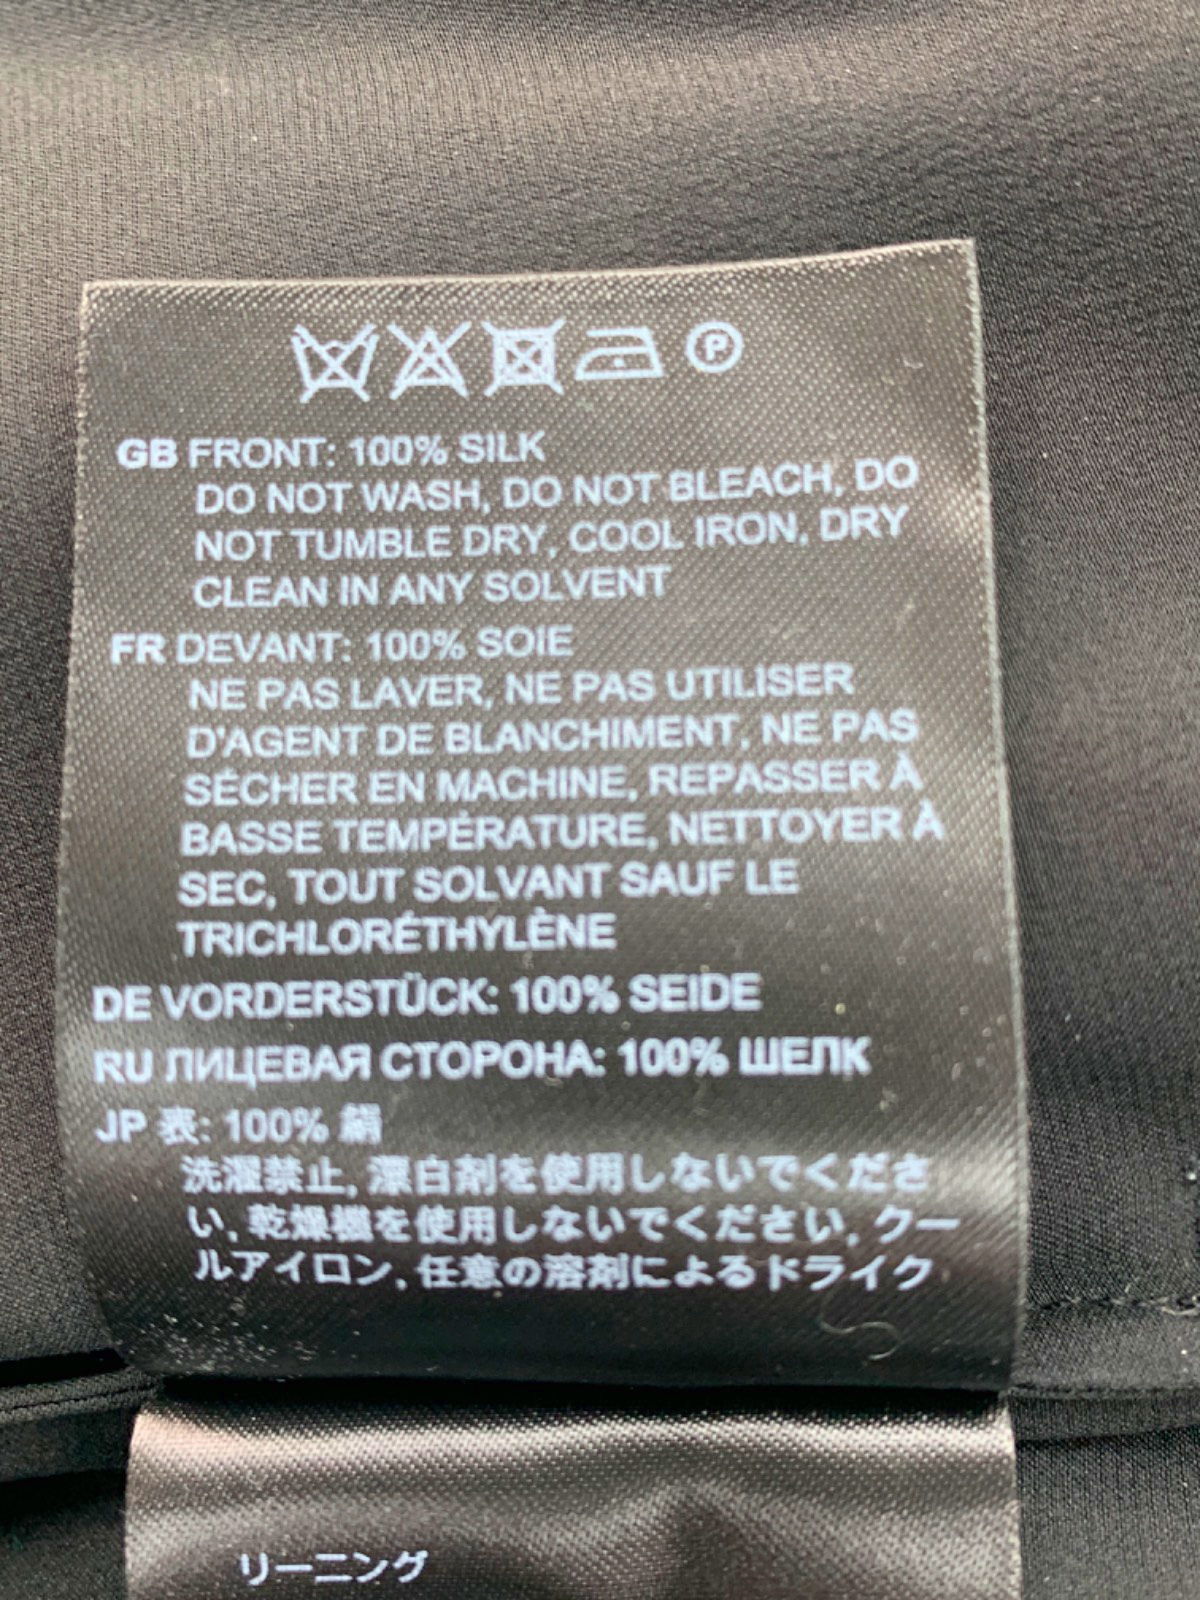 P
GB FRONT: 100% SILK
DO NOT WASH, DO NOT BLEACH, DO
NOT TUMBLE DRY, COOL IRON, DRY
CLEAN IN ANY SOLVENT
FR DEVANT: 100% SOIE
NE PAS LAVER, NE PAS UTILISER
D'AGENT DE BLANCHIMENT, NE PAS
SÉCHER EN MACHINE, REPASSER À
BASSE TEMPÉRATURE, NETTOYER À
SEC, TOUT SOLVANT SAUF LE
TRICHLORÉTHYLÈNE
DE VORDERSTÜCK: 100% SEIDE
RU ЛИЦЕВАЯ СТОРОНА: 100% ШЕЛК
JP 表: 100% 絹
洗濯禁止, 漂白剤を使用しないでくださ
い, 乾燥機を使用しないでください, クー
ルアイロン, 任意の溶剤によるドライク
リーニング